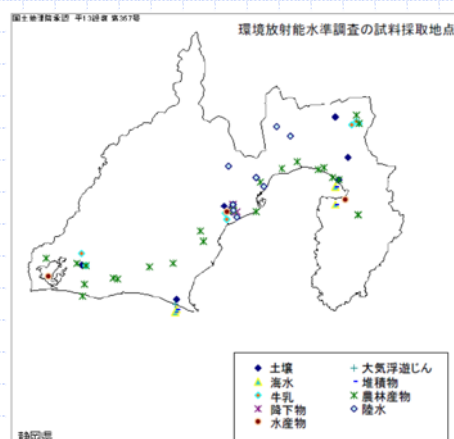 国土地理院承認 平13総複 第367号
環境放射能水準調査の試料採取地点
土壌 大気浮遊じん
海水 堆積物
牛乳 農林産物
降下物 陸水
水産物
静岡県